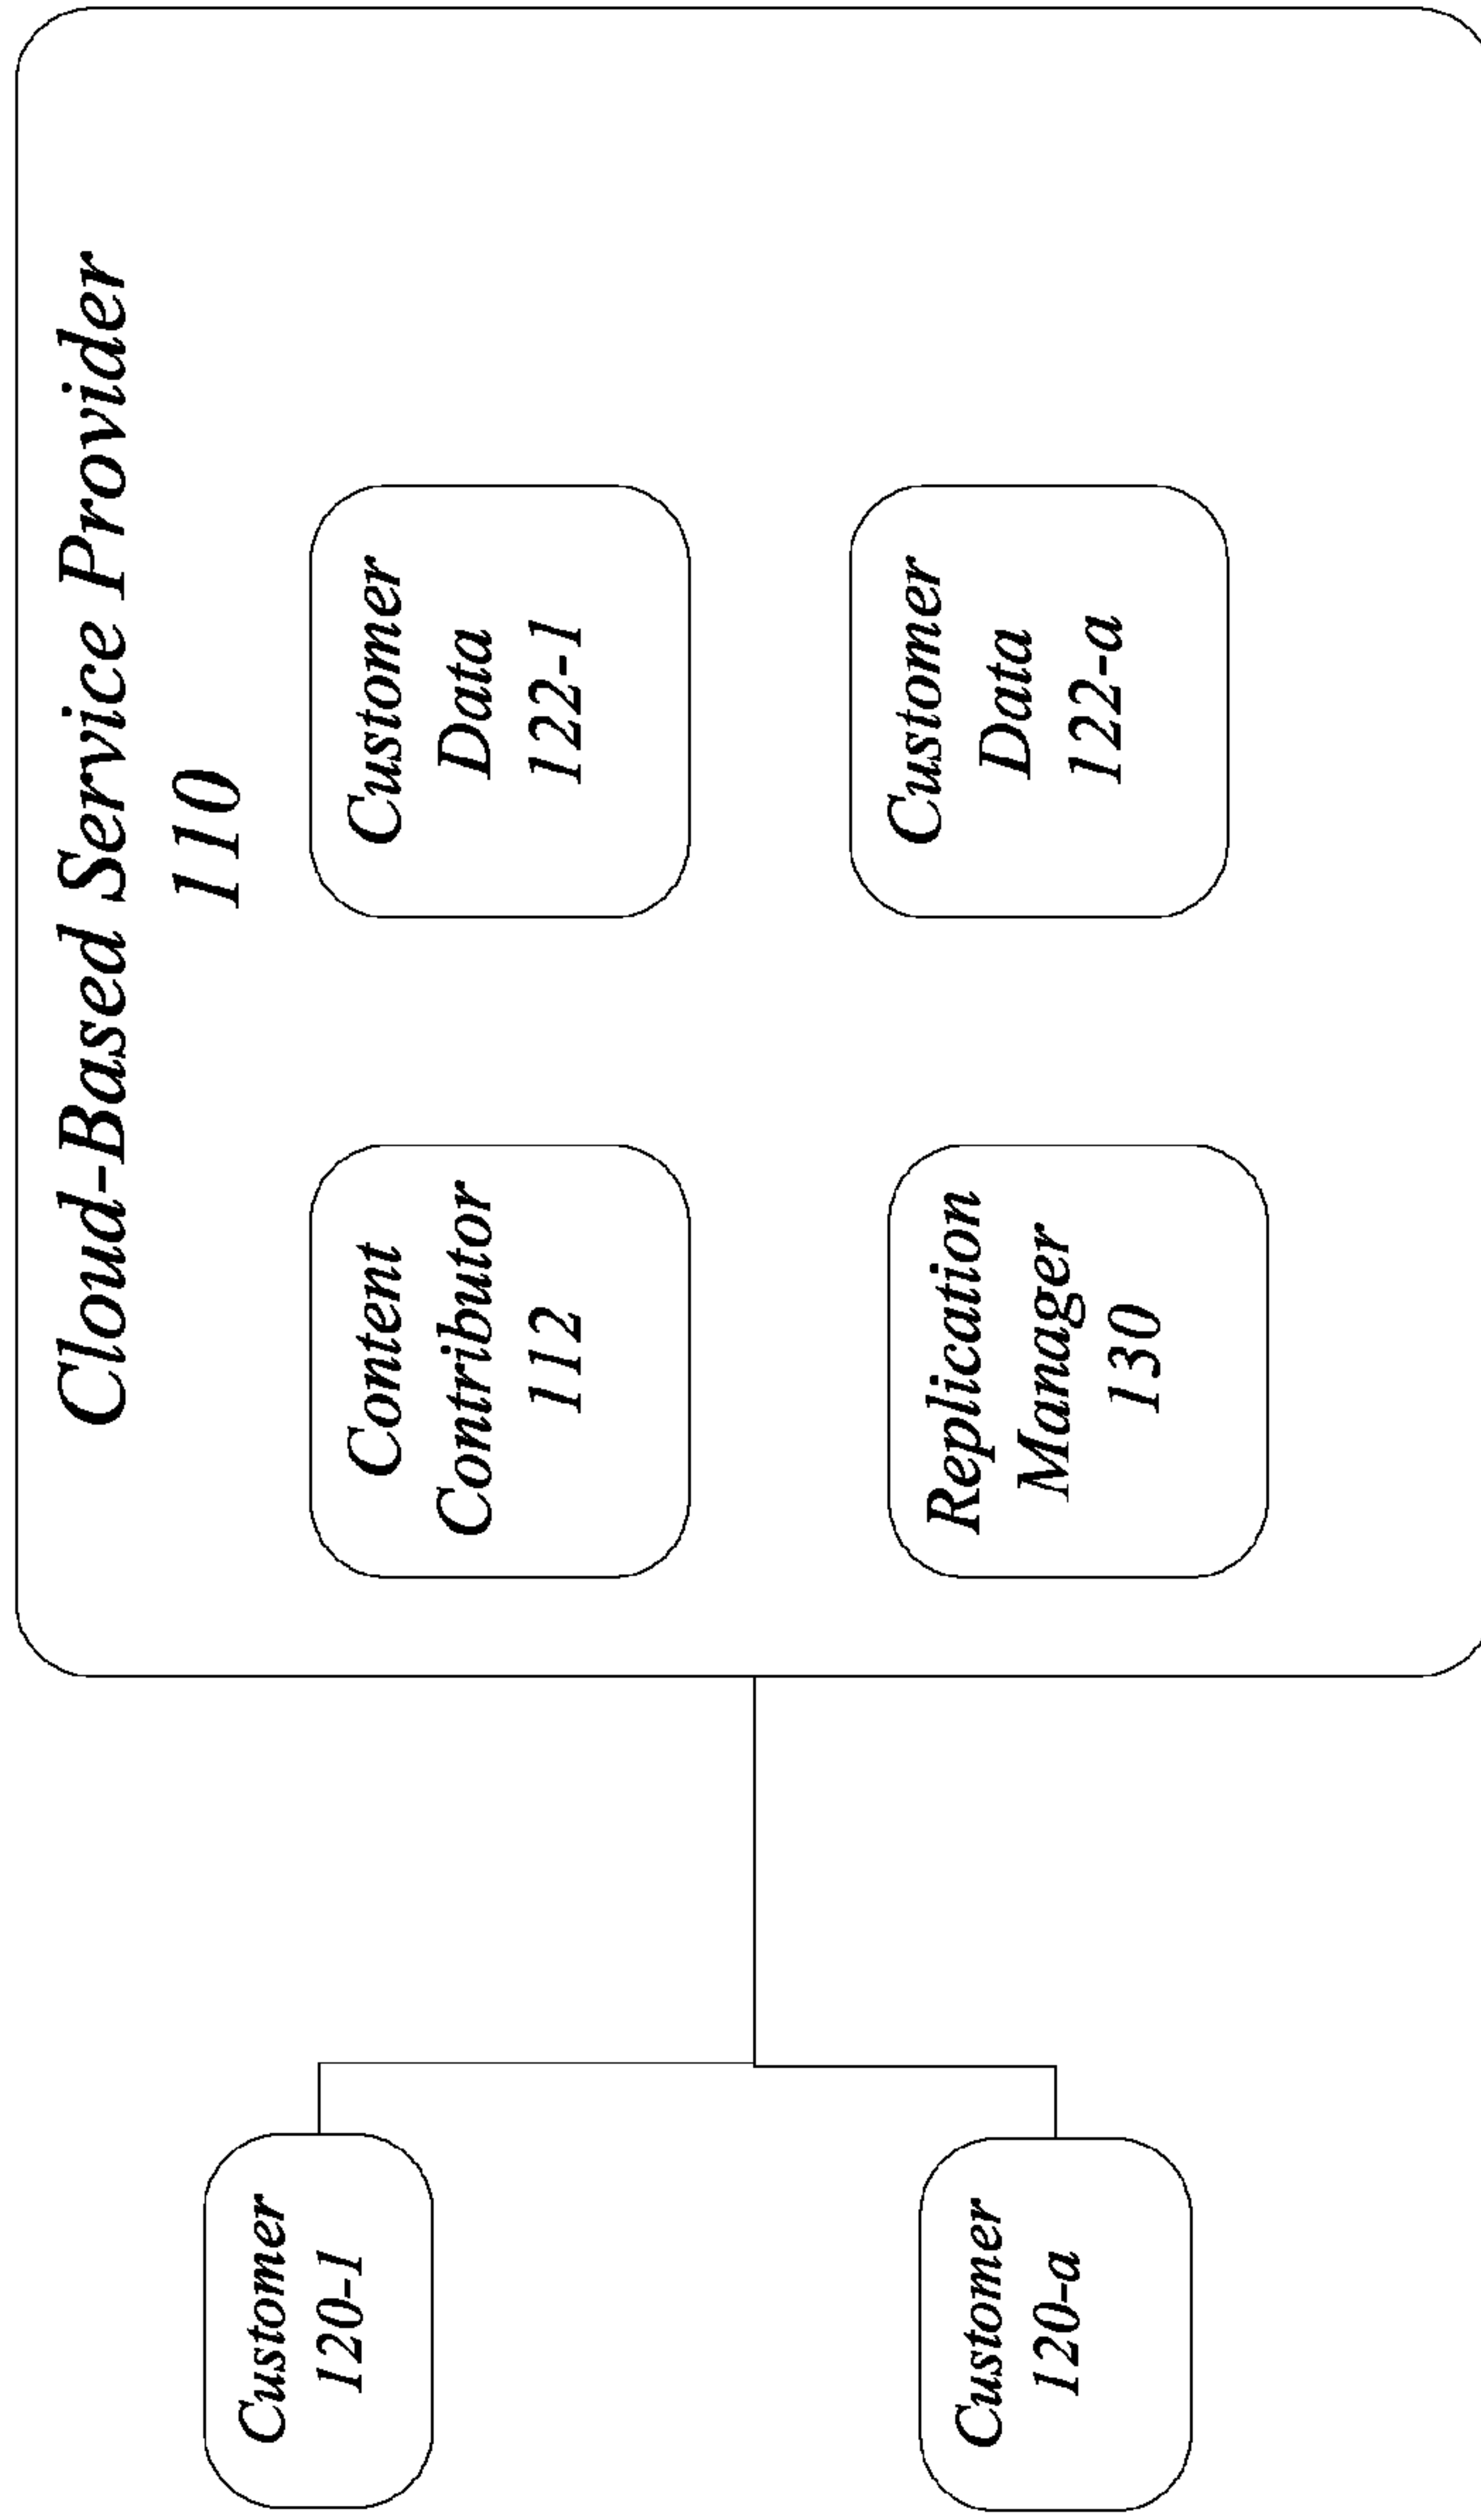 Cloud-Based Service Provider
110
Customer
120-1
Content
Contributor
112
Customer
Data
122-1
Customer
120-a
Replication
Manager
130
Customer
Data
122-a